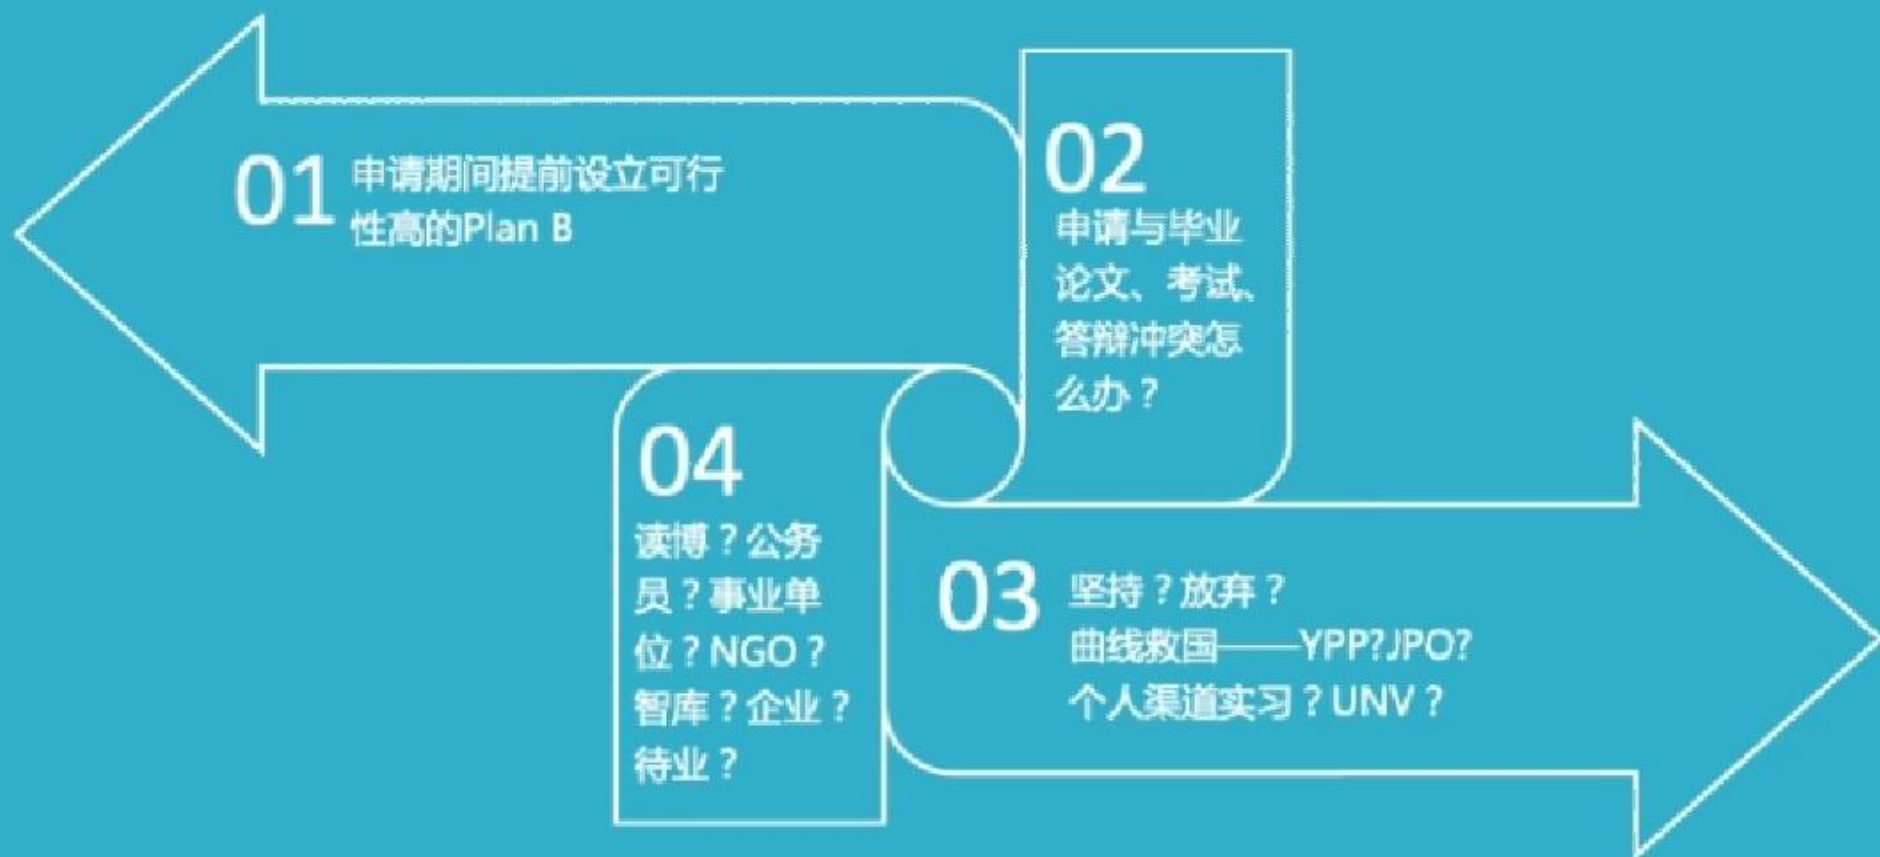 01
申请期间提前设立可行
性高的Plan B
02
申请与毕业
论文、考试、
答辩冲突怎
么办？
03
坚持？放弃？
曲线救国——YPP?JPO?
个人渠道实习？UNV？
04
读博？公务
员？事业单
位？NGO？
智库？企业？
待业？